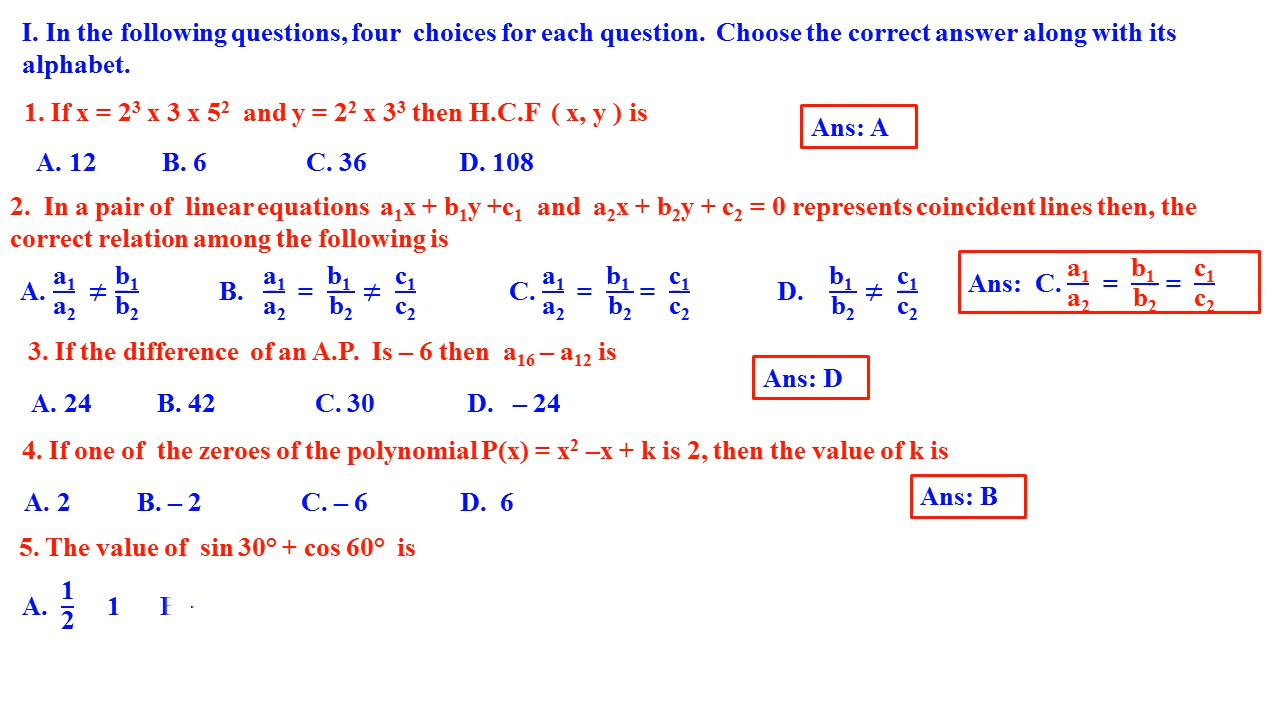 I. In the following questions, four choices for each question. Choose the correct answer along with its
alphabet.
1. If x = 2³ x 3 x 5² and y = 2² x 3³ then H.C.F ( x, y ) is
Ans: A
A. 12 B. 6 C. 36 D. 108
2. In a pair of linear equations a₁x + b₁y +c₁ and a₂x + b₂y + c₂ = 0 represents coincident lines then, the
correct relation among the following is
A. a₁/a₂ ≠ b₁/b₂ B. a₁/a₂ = b₁/b₂ ≠ c₁/c₂ C. a₁/a₂ = b₁/b₂ = c₁/c₂ D. b₁/b₂ ≠ c₁/c₂ Ans: C. a₁/a₂ = b₁/b₂ = c₁/c₂
3. If the difference of an A.P. Is – 6 then a₁₆ – a₁₂ is
Ans: D
A. 24 B. 42 C. 30 D. – 24
4. If one of the zeroes of the polynomial P(x) = x² –x + k is 2, then the value of k is
A. 2 B. – 2 C. – 6 D. 6
Ans: B
5. The value of sin 30° + cos 60° is
A. 1/2 1